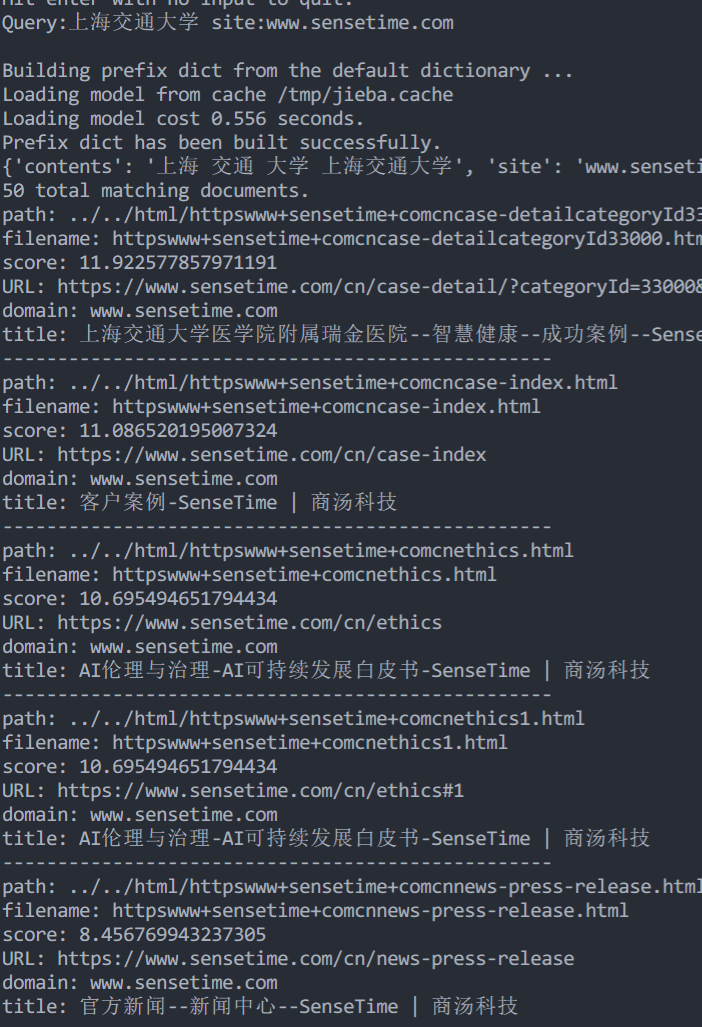 Hit enter with no input to quit.
Query:上海交通大学 site:www.sensetime.com
Building prefix dict from the default dictionary ...
Loading model from cache /tmp/jieba.cache
Loading model cost 0.556 seconds.
Prefix dict has been built successfully.
{'contents': '上海 交通 大学 上海交通大学', 'site': 'www.senseti
50 total matching documents.
path: ../../html/httpswww+sensetime+comcncase-detailcategoryId33
filename: httpswww+sensetime+comcncase-detailcategoryId33000.htm
score: 11.922577857971191
URL: https://www.sensetime.com/cn/case-detail/?categoryId=33000&
domain: www.sensetime.com
title: 上海交通大学医学院附属瑞金医院--智慧健康--成功案例--Sense
--------------------------------------------------
path: ../../html/httpswww+sensetime+comcncase-index.html
filename: httpswww+sensetime+comcncase-index.html
score: 11.086520195007324
URL: https://www.sensetime.com/cn/case-index
domain: www.sensetime.com
title: 客户案例-SenseTime | 商汤科技
--------------------------------------------------
path: ../../html/httpswww+sensetime+comcnethics.html
filename: httpswww+sensetime+comcnethics.html
score: 10.695494651794434
URL: https://www.sensetime.com/cn/ethics
domain: www.sensetime.com
title: AI伦理与治理-AI可持续发展白皮书-SenseTime | 商汤科技
--------------------------------------------------
path: ../../html/httpswww+sensetime+comcnethics1.html
filename: httpswww+sensetime+comcnethics1.html
score: 10.695494651794434
URL: https://www.sensetime.com/cn/ethics#1
domain: www.sensetime.com
title: AI伦理与治理-AI可持续发展白皮书-SenseTime | 商汤科技
--------------------------------------------------
path: ../../html/httpswww+sensetime+comcnnews-press-release.html
filename: httpswww+sensetime+comcnnews-press-release.html
score: 8.456769943237305
URL: https://www.sensetime.com/cn/news-press-release
domain: www.sensetime.com
title: 官方新闻--新闻中心--SenseTime | 商汤科技